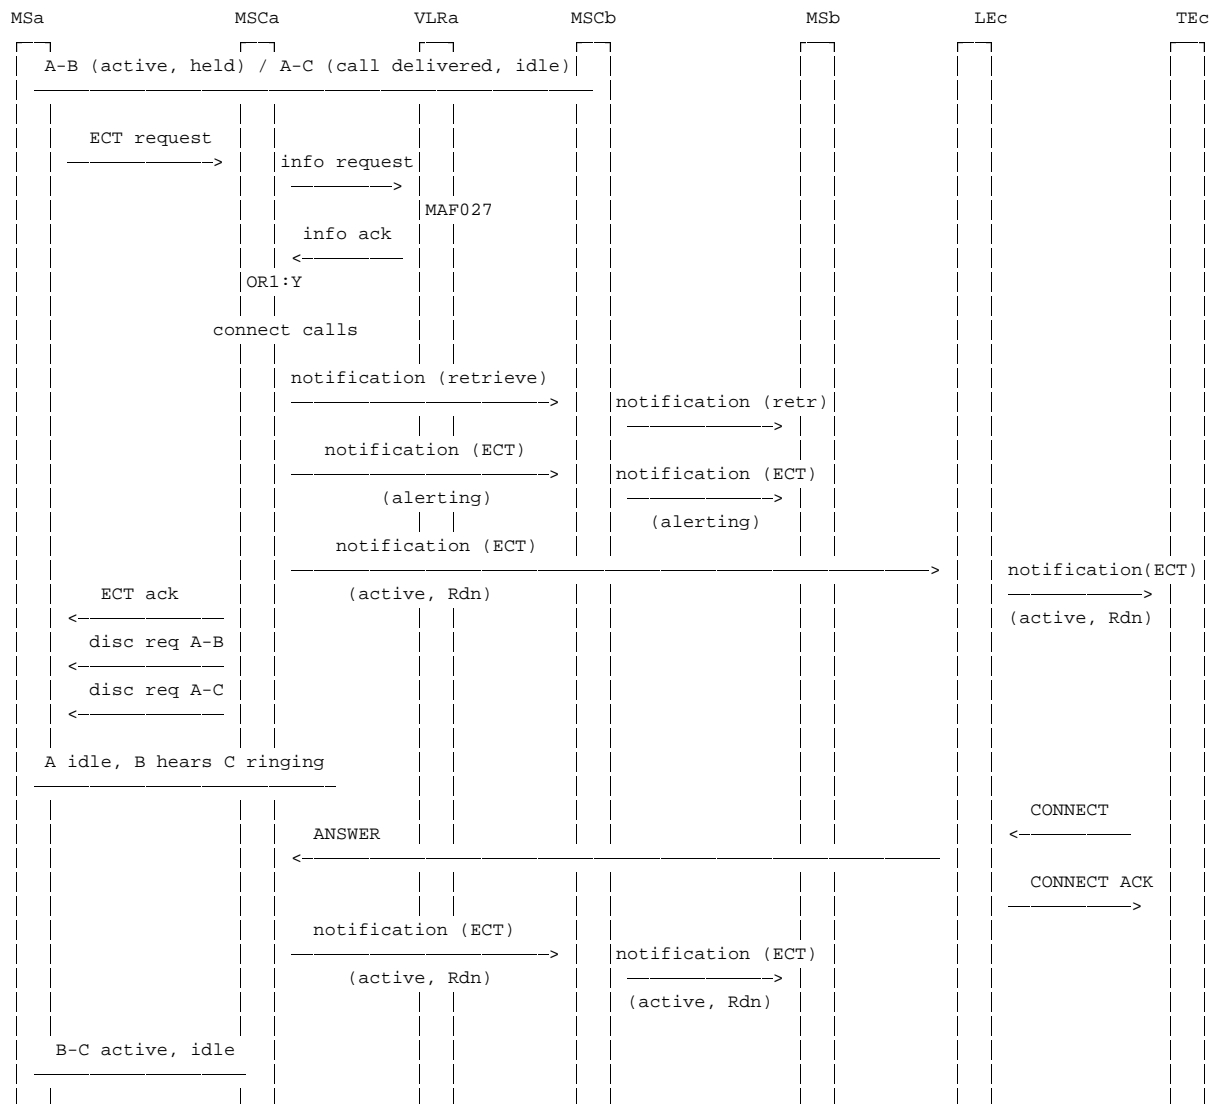 MSa MSCa VLRa MSCb MSb LEc TEc
A-B (active, held) / A-C (call delivered, idle)
ECT request
info request
MAF027
info ack
OR1:Y
connect calls
notification (retrieve)
notification (retr)
notification (ECT)
notification (ECT)
(alerting)
(alerting)
notification (ECT)
notification(ECT)
ECT ack (active, Rdn)
(active, Rdn)
disc req A-B
disc req A-C
A idle, B hears C ringing
CONNECT
ANSWER
CONNECT ACK
notification (ECT)
notification (ECT)
(active, Rdn)
(active, Rdn)
B-C active, idle